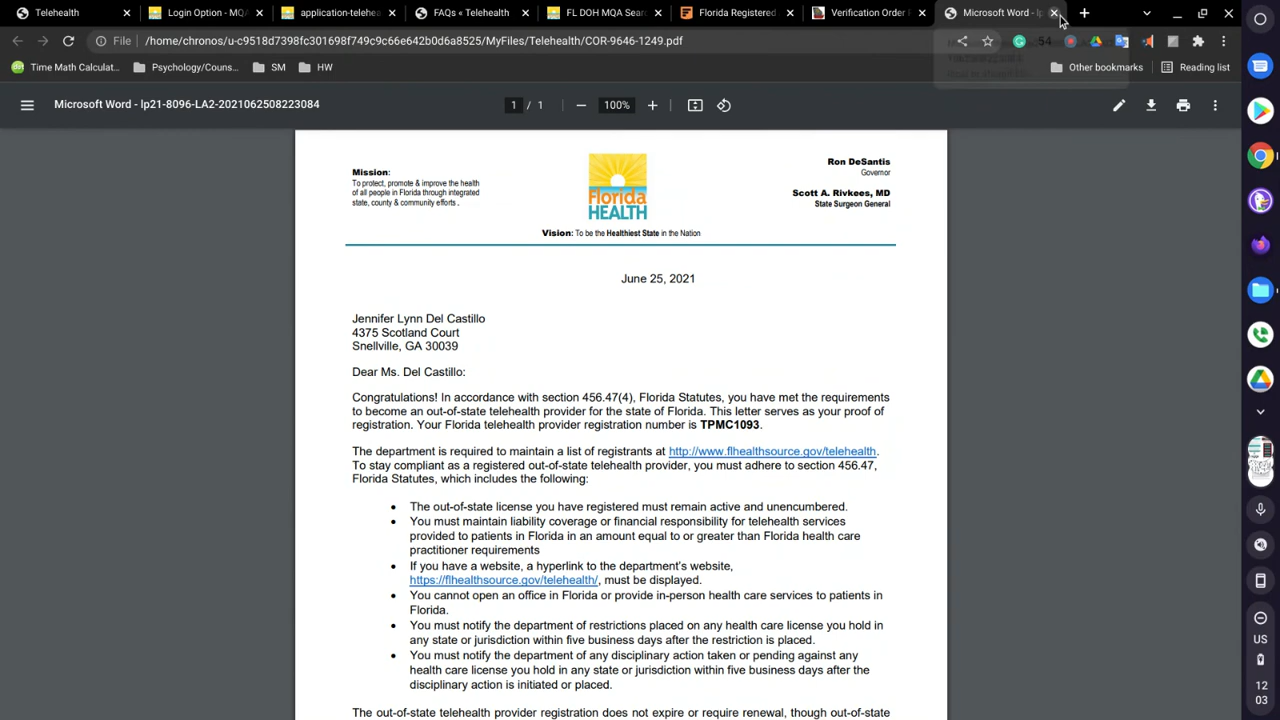 Telehealth
Login Option - MQA
application-telehea
FAQs « Telehealth
FL DOH MQA Sear
Florida Registered
Verification Order
Microsoft Word - lp
File
/home/chronos/u-c9518d7398fc301698f749c9c66e642b0d6a8525/MyFiles/Telehealth/COR-9646-1249.pdf
54
Time Math Calculat...
Psychology/Couns...
SM
HW
Other bookmarks
Reading list
Microsoft Word - lp21-8096-LA2-2021062508223084
1 / 1
100%
Mission:
To protect, promote & improve the health
of all people in Florida through integrated
state, county & community efforts .
Florida
HEALTH
Ron DeSantis
Governor
Scott A. Rivkees, MD
State Surgeon General
Vision: To be the Healthiest State in the Nation
June 25, 2021
Jennifer Lynn Del Castillo
4375 Scotland Court
Snellville, GA 30039
Dear Ms. Del Castillo:
Congratulations! In accordance with section 456.47(4), Florida Statutes, you have met the requirements
to become an out-of-state telehealth provider for the state of Florida. This letter serves as your proof of
registration. Your Florida telehealth provider registration number is TPMC1093.
The department is required to maintain a list of registrants at http://www.flhealthsource.gov/telehealth.
To stay compliant as a registered out-of-state telehealth provider, you must adhere to section 456.47,
Florida Statutes, which includes the following:
• The out-of-state license you have registered must remain active and unencumbered.
• You must maintain liability coverage or financial responsibility for telehealth services
provided to patients in Florida in an amount equal to or greater than Florida health care
practitioner requirements
• If you have a website, a hyperlink to the department's website,
https://flhealthsource.gov/telehealth/, must be displayed.
• You cannot open an office in Florida or provide in-person health care services to patients in
Florida.
• You must notify the department of restrictions placed on any health care license you hold in
any state or jurisdiction within five business days after the restriction is placed.
• You must notify the department of any disciplinary action taken or pending against any
health care license you hold in any state or jurisdiction within five business days after the
disciplinary action is initiated or placed.
The out-of-state telehealth provider registration does not expire or require renewal, though out-of-state
US
12
03